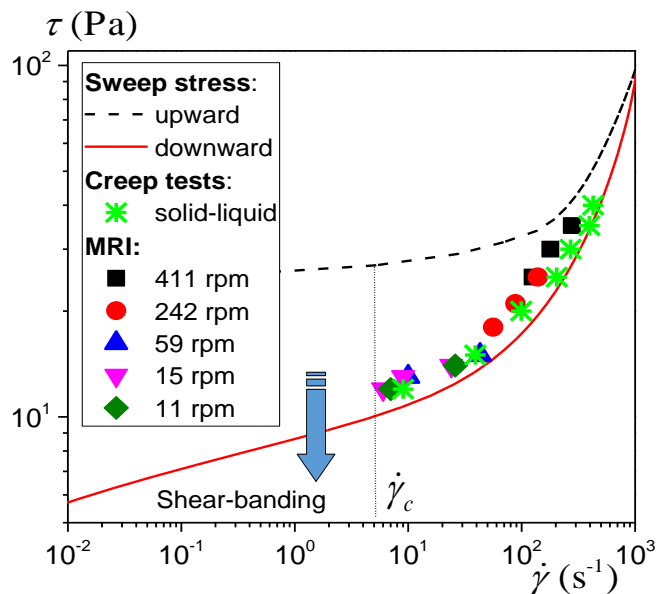 τ (Pa)
10²
Sweep stress:
upward
downward
Creep tests:
solid-liquid
MRI:
411 rpm
242 rpm
59 rpm
15 rpm
11 rpm
10¹
Shear-banding
γ̇c
10⁻² 10⁻¹ 10⁰ 10¹ 10² 10³
γ̇ (s⁻¹)